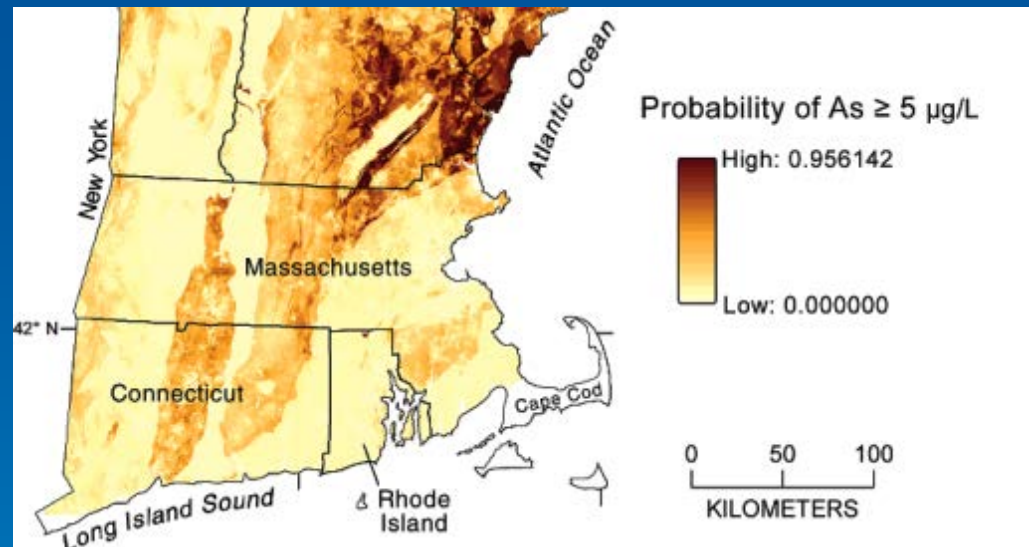 New York
Atlantic Ocean
Probability of As ≥ 5 µg/L
High: 0.956142
Low: 0.000000
Massachusetts
42° N
Connecticut
Cape Cod
Long Island Sound
Rhode
Island
0 50 100
KILOMETERS